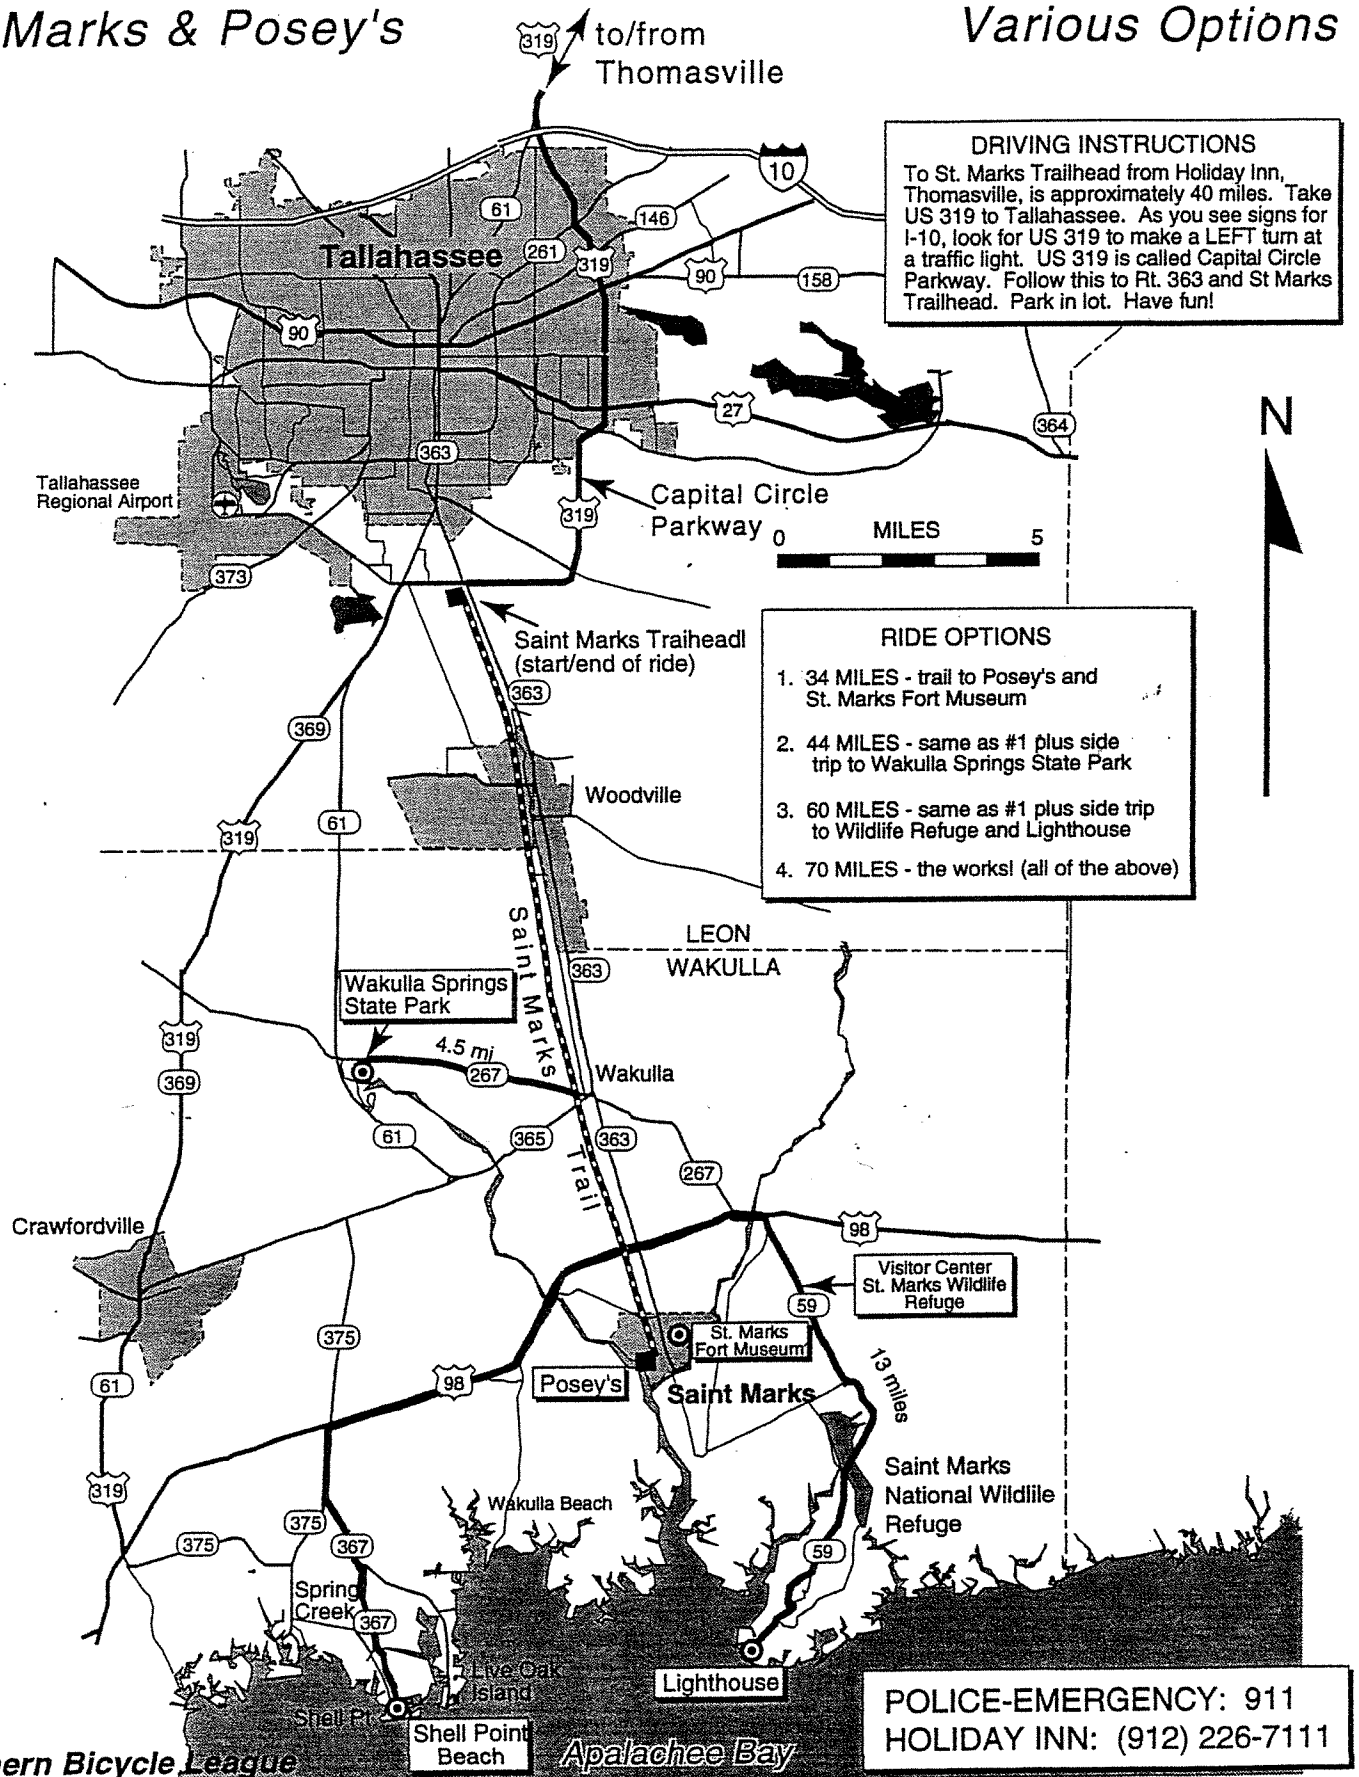 Marks & Posey's
Various Options
319
to/from
Thomasville
10
DRIVING INSTRUCTIONS
To St. Marks Trailhead from Holiday Inn,
Thomasville, is approximately 40 miles. Take
US 319 to Tallahassee. As you see signs for
I-10, look for US 319 to make a LEFT turn at
a traffic light. US 319 is called Capital Circle
Parkway. Follow this to Rt. 363 and St Marks
Trailhead. Park in lot. Have fun!
61
146
261
Tallahassee
319
90
158
90
27
364
363
N
Tallahassee
Regional Airport
Capital Circle
Parkway
319
0 MILES 5
373
Saint Marks Traiheadl
(start/end of ride)
RIDE OPTIONS
1. 34 MILES - trail to Posey's and
St. Marks Fort Museum
2. 44 MILES - same as #1 plus side
trip to Wakulla Springs State Park
3. 60 MILES - same as #1 plus side trip
to Wildlife Refuge and Lighthouse
4. 70 MILES - the works! (all of the above)
363
369
Woodville
61
319
Saint Marks Trail
LEON
WAKULLA
363
Wakulla Springs
State Park
319
4.5 mi
267
Wakulla
369
61
365
363
267
Crawfordville
98
Visitor Center
St. Marks Wildlife
Refuge
59
375
St. Marks
Fort Museum
13 miles
61
98
Posey's
Saint Marks
319
Saint Marks
National Wildlile
Refuge
Wakulla Beach
375
375
367
59
Spring
Creek
367
Live Oak
Island
Lighthouse
Shell Pt
Shell Point
Beach
Apalachee Bay
POLICE-EMERGENCY: 911
HOLIDAY INN: (912) 226-7111
ern Bicycle League